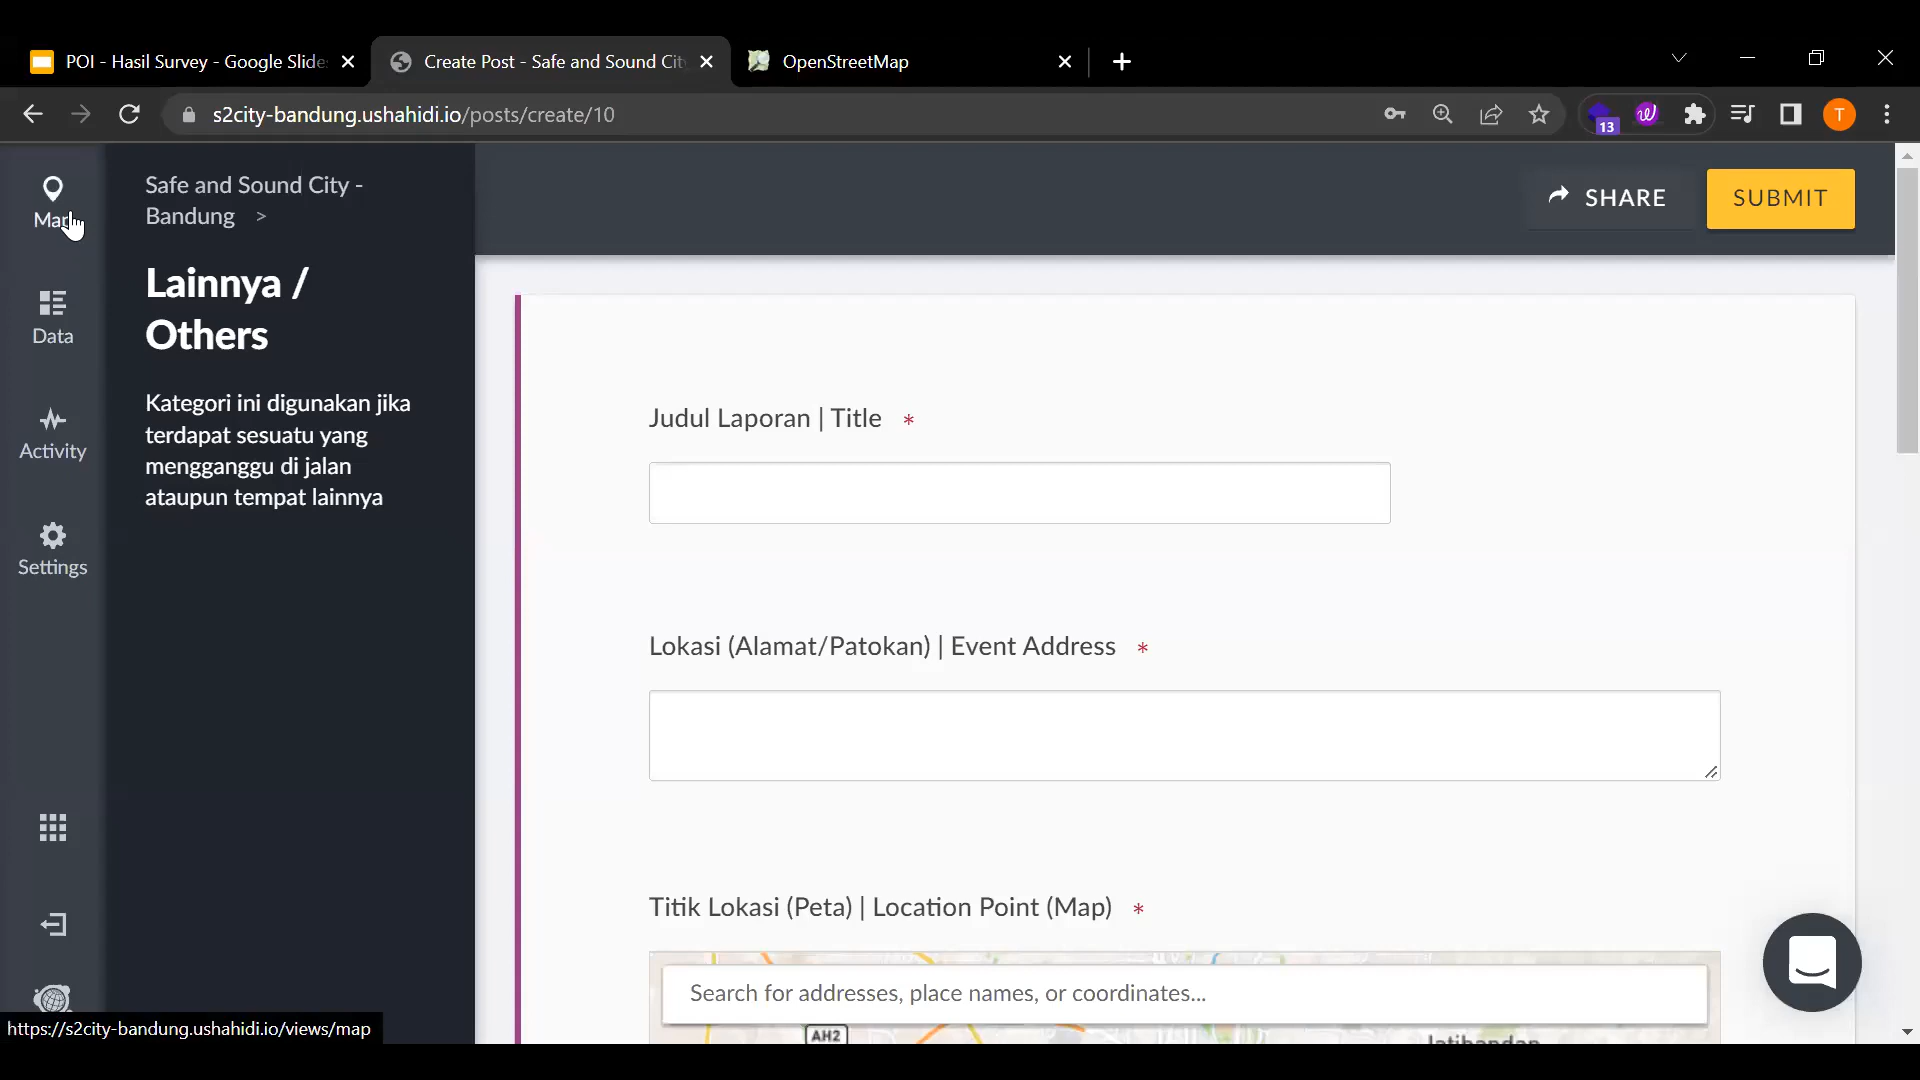 POI - Hasil Survey - Google Slide
Create Post - Safe and Sound Cit
OpenStreetMap
s2city-bandung.ushahidi.io/posts/create/10
13
T
Map
Data
Activity
Settings
Safe and Sound City -
Bandung >
Lainnya /
Others
Kategori ini digunakan jika
terdapat sesuatu yang
mengganggu di jalan
ataupun tempat lainnya
SHARE
SUBMIT
Judul Laporan | Title *
Lokasi (Alamat/Patokan) | Event Address *
Titik Lokasi (Peta) | Location Point (Map) *
Search for addresses, place names, or coordinates...
AH2
Jatihandap
https://s2city-bandung.ushahidi.io/views/map